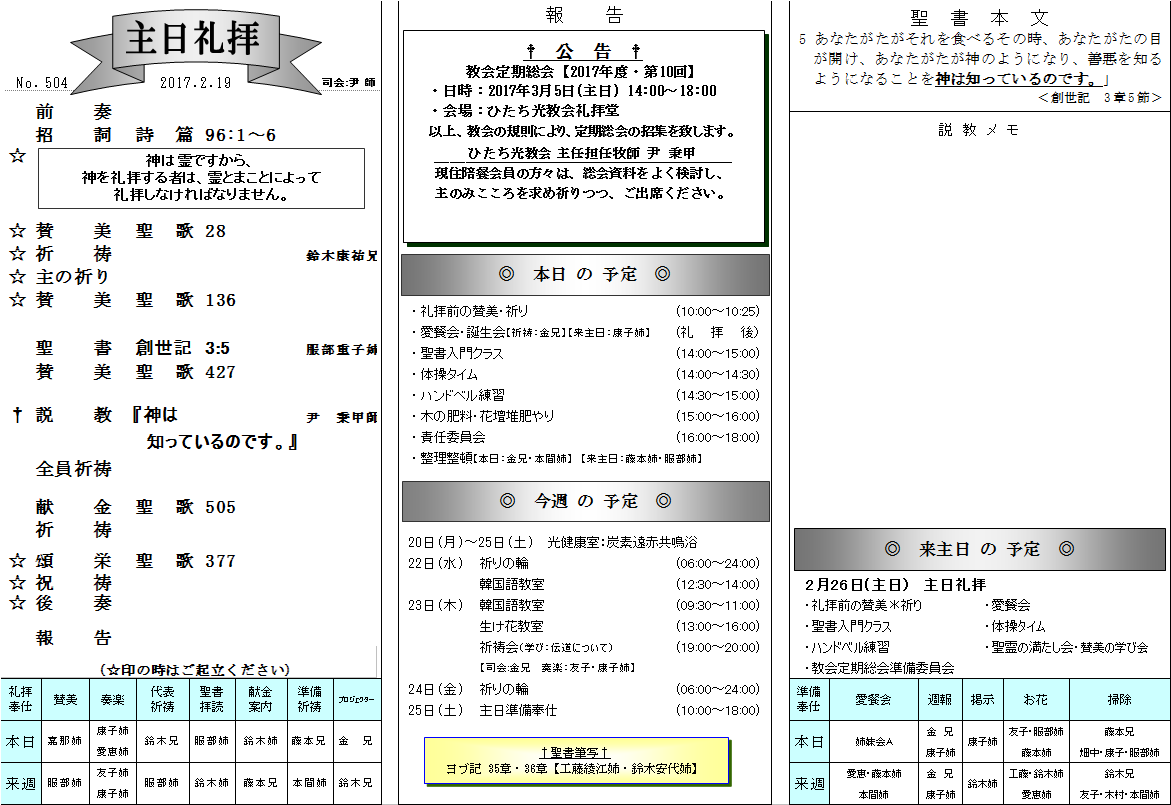 主日礼拝
No. 504
2017.2.19
司会:尹 師
前 奏
招 詞 詩 篇 96:1～6
☆
神は霊ですから、
神を礼拝する者は、霊とまことによって
礼拝しなければなりません。
☆ 賛 美 聖 歌 28
☆ 祈 祷 鈴木康祐兄
☆ 主の祈り
☆ 賛 美 聖 歌 136
聖 書 創世記 3:5 服部重子姉
賛 美 聖 歌 427
† 説 教 『神は 尹 秉甲師
知っているのです。』
全員祈祷
献 金 聖 歌 505
祈 祷
☆ 頌 栄 聖 歌 377
☆ 祝 祷
☆ 後 奏
報 告
(☆印の時はご起立ください)
礼拝奉仕 賛美 奏楽 代表祈祷 聖書拝読 献金案内 準備祈祷 プロジェクター
本日 嘉那姉 康子姉 愛恵姉 鈴木兄 服部姉 鈴木姉 藤本兄 金 兄
来週 服部姉 友子姉 康子姉 服部姉 鈴木姉 藤本兄 本間姉 鈴木兄
報 告
† 公 告 †
教会定期総会【2017年度・第10回】
・日時：2017年3月5日(主日) 14:00～18:00
・会場：ひたち光教会礼拝堂
以上、教会の規則により、定期総会の招集を致します。
ひたち光教会 主任担任牧師 尹 秉甲
現住陪餐会員の方々は、総会資料をよく検討し、
主のみこころを求め祈りつつ、ご出席ください。
◎ 本日 の 予定 ◎
・礼拝前の賛美・祈り (10:00～10:25)
・愛餐会・誕生会【祈祷：金兄】【来主日：康子姉】 (礼 拝 後)
・聖書入門クラス (14:00～15:00)
・体操タイム (14:00～14:30)
・ハンドベル練習 (14:30～15:00)
・木の肥料・花壇堆肥やり (15:00～16:00)
・責任委員会 (16:00～18:00)
・整理整頓【本日：金兄・本間姉】【来主日：藤本姉・服部姉】
◎ 今週 の 予定 ◎
20日(月)～25日(土) 光健康室：炭素遠赤共鳴浴
22日(水) 祈りの輪 (06:00～24:00)
韓国語教室 (12:30～14:00)
23日(木) 韓国語教室 (09:30～11:00)
生け花教室 (13:00～16:00)
祈祷会(学び：伝道について) (19:00～20:00)
【司会:金兄 奏楽：友子・康子姉】
24日(金) 祈りの輪 (06:00～24:00)
25日(土) 主日準備奉仕 (10:00～18:00)
†聖書筆写†
ヨブ記 35章・36章【工藤綾江姉・鈴木安代姉】
聖 書 本 文
5 あなたがたがそれを食べるその時、あなたがたの目
が開け、あなたがたが神のようになり、善悪を知る
ようになることを神は知っているのです。」
＜創世記 3章5節＞
説 教 メ モ
◎ 来主日 の 予定 ◎
2月26日(主日) 主日礼拝
・礼拝前の賛美＊祈り ・愛餐会
・聖書入門クラス ・体操タイム
・ハンドベル練習 ・聖霊の満たし会・賛美の学び会
・教会定期総会準備委員会
準備奉仕 愛餐会 週報 掲示 お花 掃除
本日 姉妹会A 金 兄 康子姉 康子姉 友子・服部姉 藤本姉 藤本兄 畑中・康子・服部姉
来週 愛恵・藤本姉 本間姉 金 兄 康子姉 鈴木姉 工藤・鈴木姉 愛恵姉 鈴木兄 友子・木村・本間姉